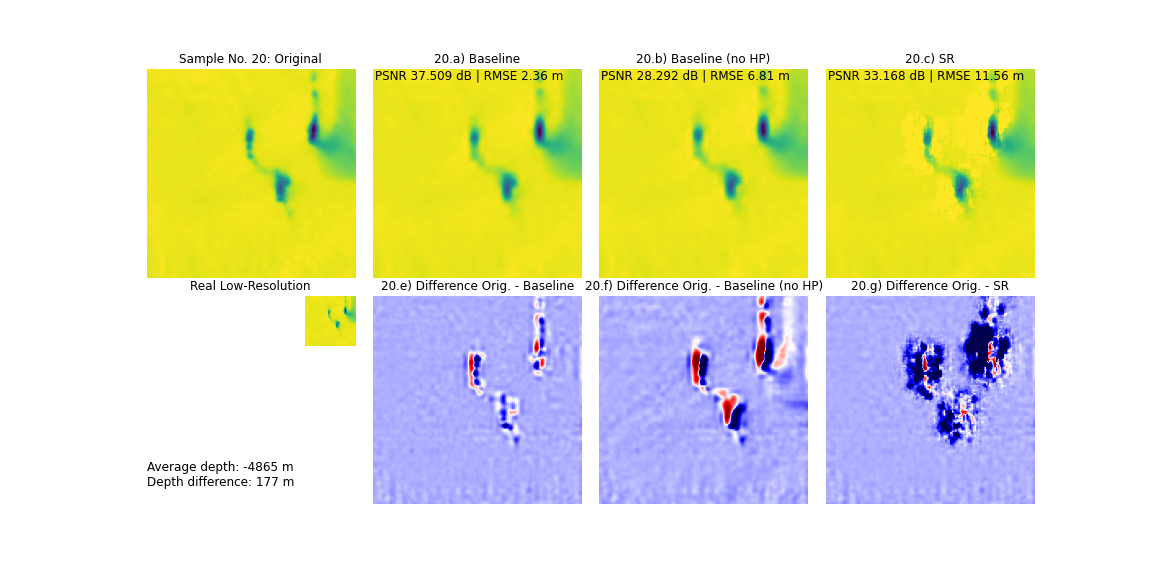 Sample No. 20: Original
20.a) Baseline
20.b) Baseline (no HP)
20.c) SR
PSNR 37.509 dB | RMSE 2.36 m
PSNR 28.292 dB | RMSE 6.81 m
PSNR 33.168 dB | RMSE 11.56 m
Real Low-Resolution
20.e) Difference Orig. - Baseline
20.f) Difference Orig. - Baseline (no HP)
20.g) Difference Orig. - SR
Average depth: -4865 m
Depth difference: 177 m